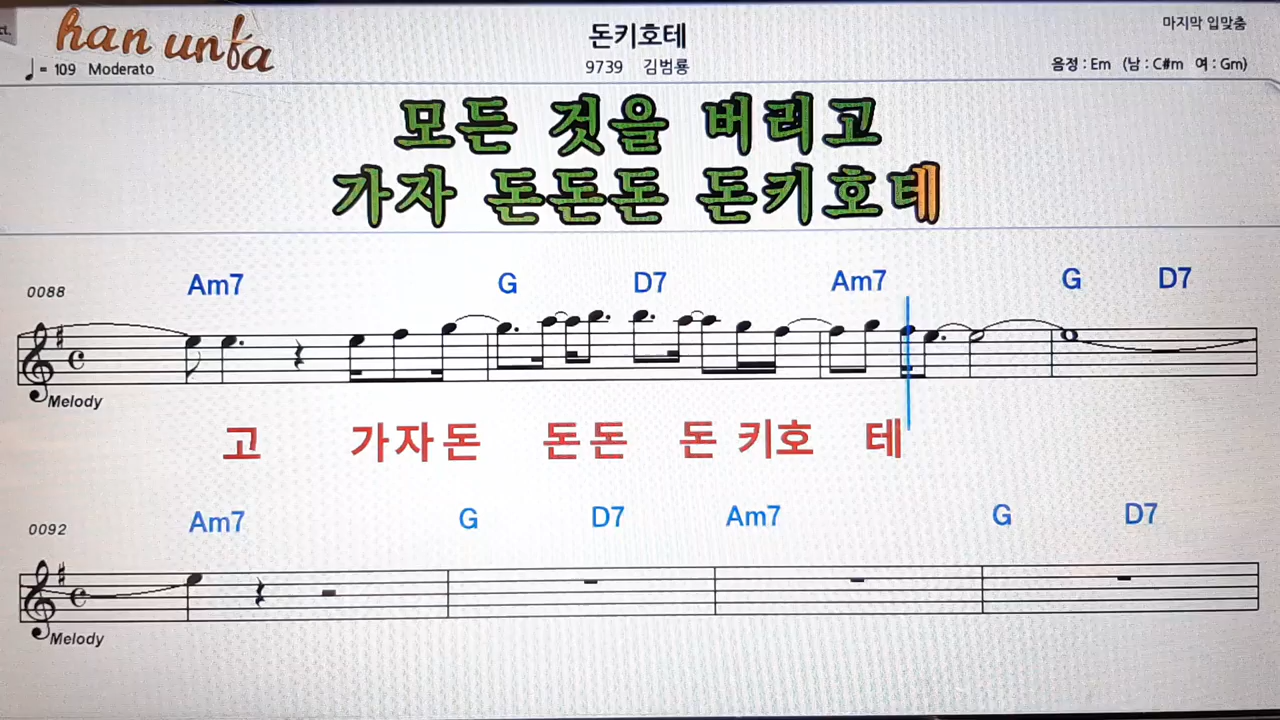 ct.
han unfa
돈키호테
마지막 입맞춤
♩= 109 Moderato
9739 김범룡
음정 : Em (남 : C#m 여 : Gm)
모든 것을 버리고
가자 돈돈돈 돈키호테
0088 Am7 G D7 Am7 G D7
Melody
고 가자돈 돈돈 돈 키호 테
0092 Am7 G D7 Am7 G D7
Melody